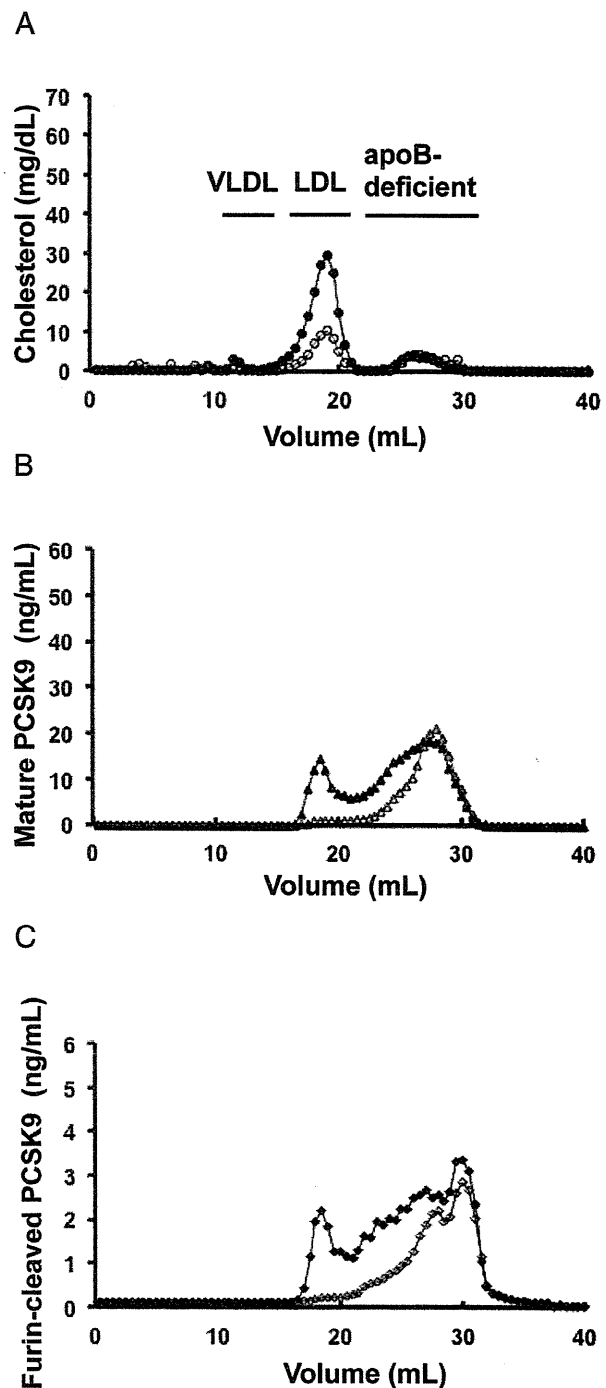 A
Cholesterol (mg/dL)
70
60
50
40
30
20
10
0
VLDL
LDL
apoB-
deficient
0
10
20
30
40
Volume (mL)
B
Mature PCSK9 (ng/mL)
60
50
40
30
20
10
0
0
10
20
30
40
Volume (mL)
C
Furin-cleaved PCSK9 (ng/mL)
6
5
4
3
2
1
0
0
10
20
30
40
Volume (mL)